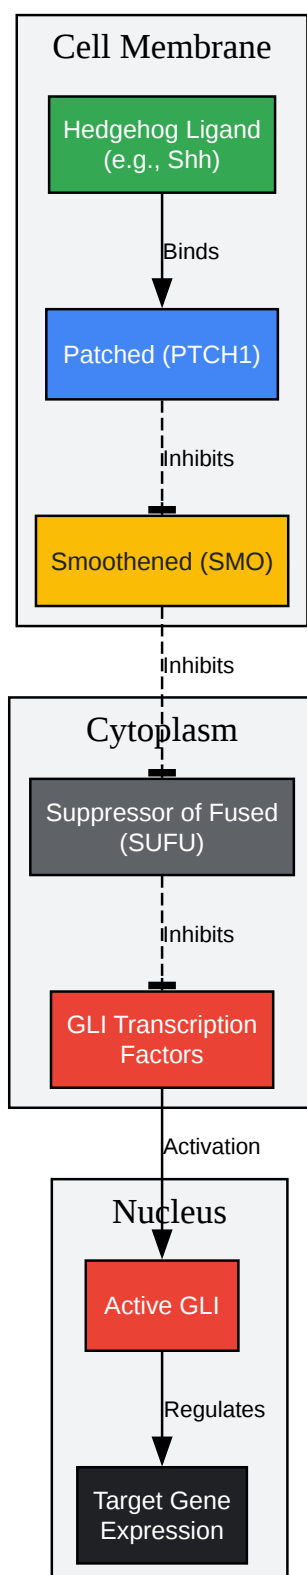 Cell Membrane
Hedgehog Ligand
(e.g., Shh)
Binds
Patched (PTCH1)
Inhibits
Smoothened (SMO)
Inhibits
Cytoplasm
Suppressor of Fused
(SUFU)
Inhibits
GLI Transcription
Factors
Activation
Nucleus
Active GLI
Regulates
Target Gene
Expression